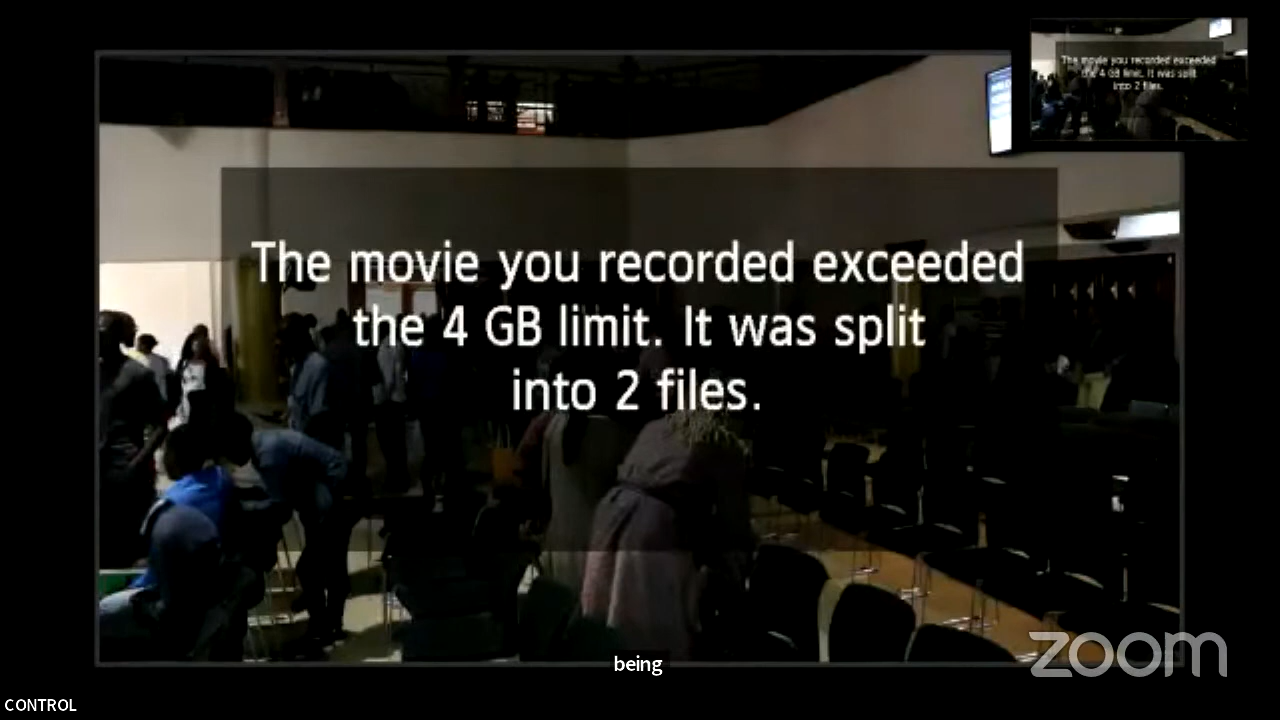 The movie you recorded exceeded
the 4 GB limit. It was split
into 2 files.
The movie you recorded exceeded
the 4 GB limit. It was split
into 2 files.
being
zoom
CONTROL